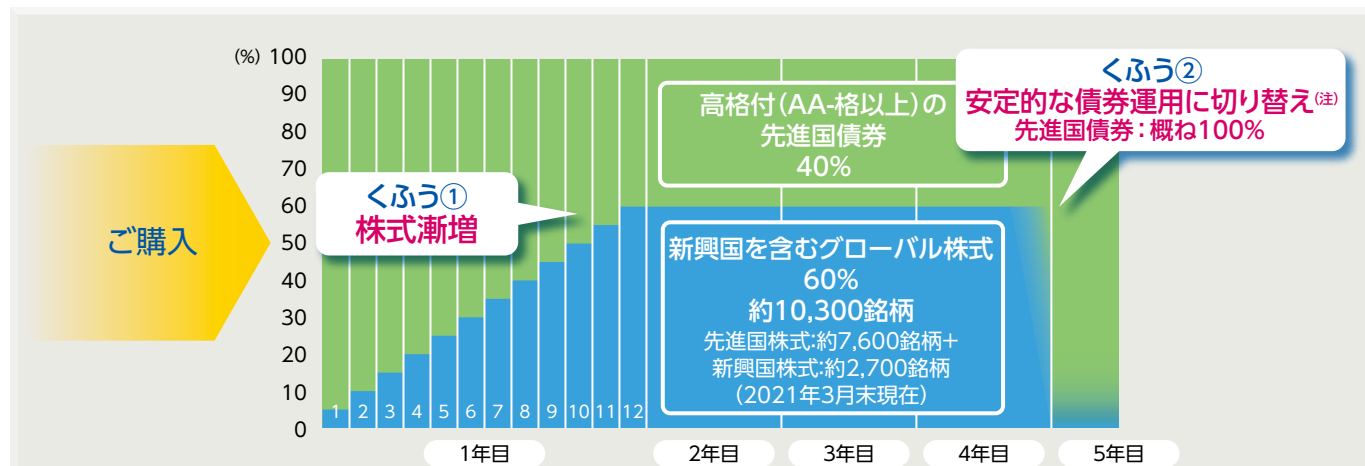 ご購入
(%) 100
90
80
70
60
50
40
30
20
10
0
くふう①
株式漸増
高格付(AA-格以上)の
先進国債券
40%
くふう②
安定的な債券運用に切り替え(注)
先進国債券:概ね100%
新興国を含むグローバル株式
60%
約10,300銘柄
先進国株式:約7,600銘柄+
新興国株式:約2,700銘柄
(2021年3月末現在)
1 2 3 4 5 6 7 8 9 10 11 12
1年目 2年目 3年目 4年目 5年目